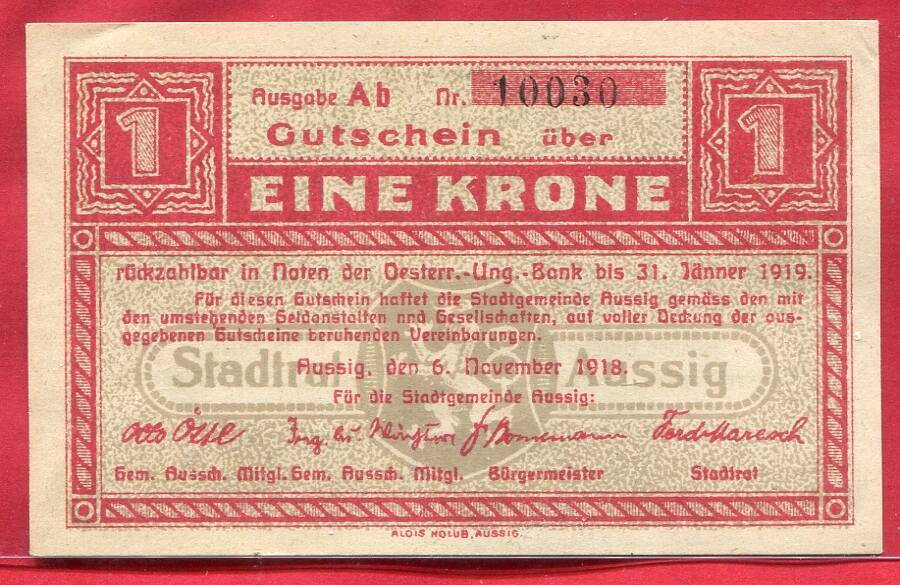 1 Ausgabe Ab Nr. 10030 1
Gutschein über
EINE KRONE
rückzahlbar in Noten der Oesterr.-Ung.-Bank bis 31. Jänner 1919.
Für diesen Gutschein haftet die Stadtgemeinde Aussig gemäss den mit
den umstehenden Geldanstalten nnd Gesellschaften, auf voller Deckung der aus-
gegebenen Gutscheine beruhenden Vereinbarungen.
Stadtrat Aussig
Aussig, den 6. November 1918.
Für die Stadtgemeinde Aussig:
Ferd. Maresch
Gem. Aussch. Mitgl. Gem. Aussch. Mitgl. Bürgermeister Stadtrat
ALOIS HOLUB, AUSSIG.